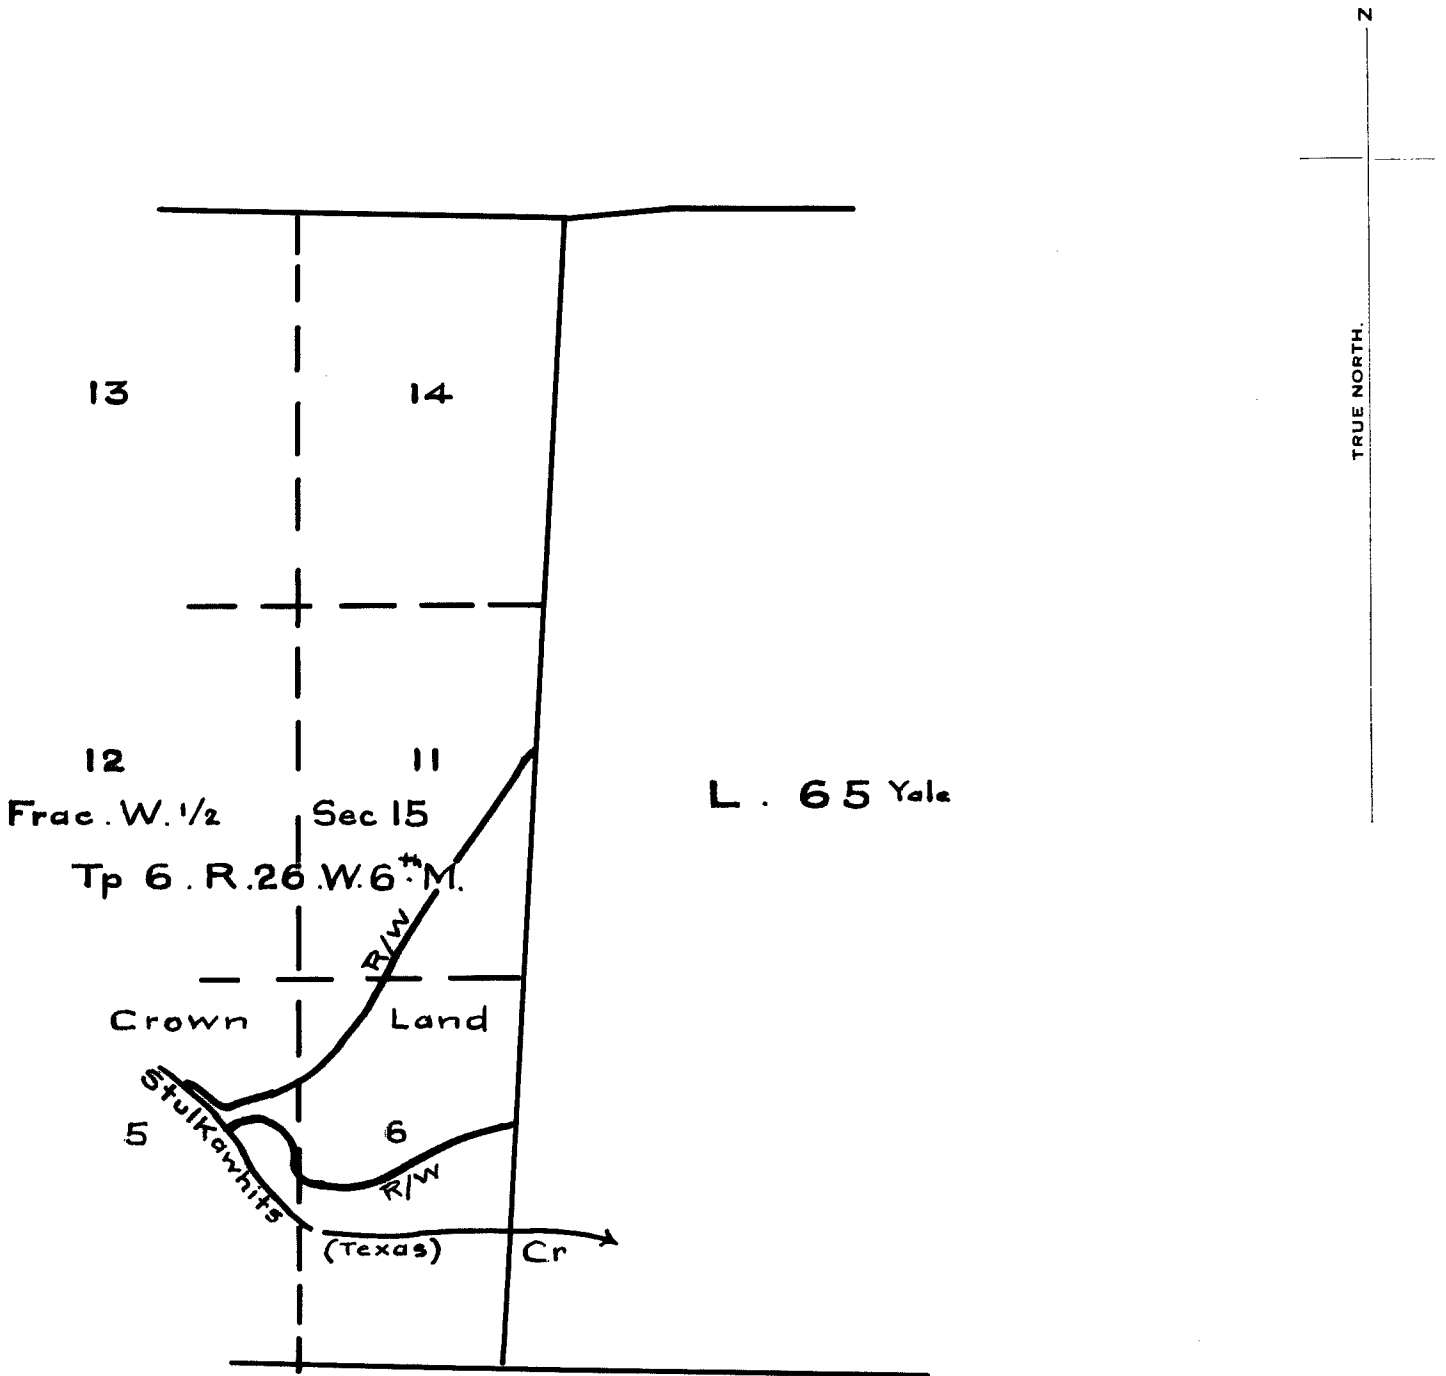 N
TRUE NORTH.
13
14
12
11
Frac. W. 1/2 Sec 15
L. 65 Yale
Tp 6. R. 26. W. 6th. M.
R/W
Crown Land
Stulkawhits
5
6
R/W
(Texas) Cr